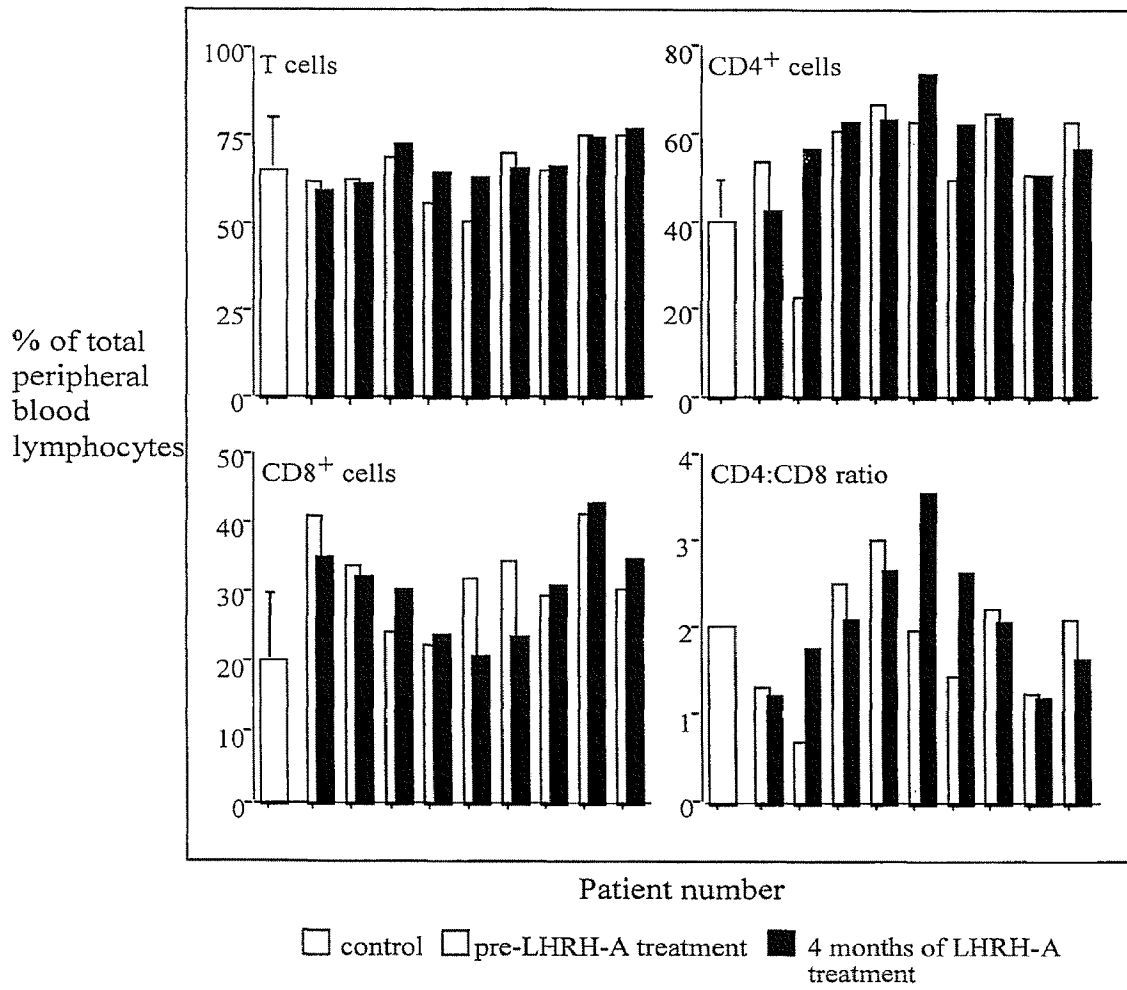 100
T cells
75
50
25
0
80
CD4+ cells
60
40
20
0
% of total
peripheral
blood
lymphocytes
50
CD8+ cells
40
30
20
10
0
4
CD4:CD8 ratio
3
2
1
0
Patient number
control
pre-LHRH-A treatment
4 months of LHRH-A
treatment